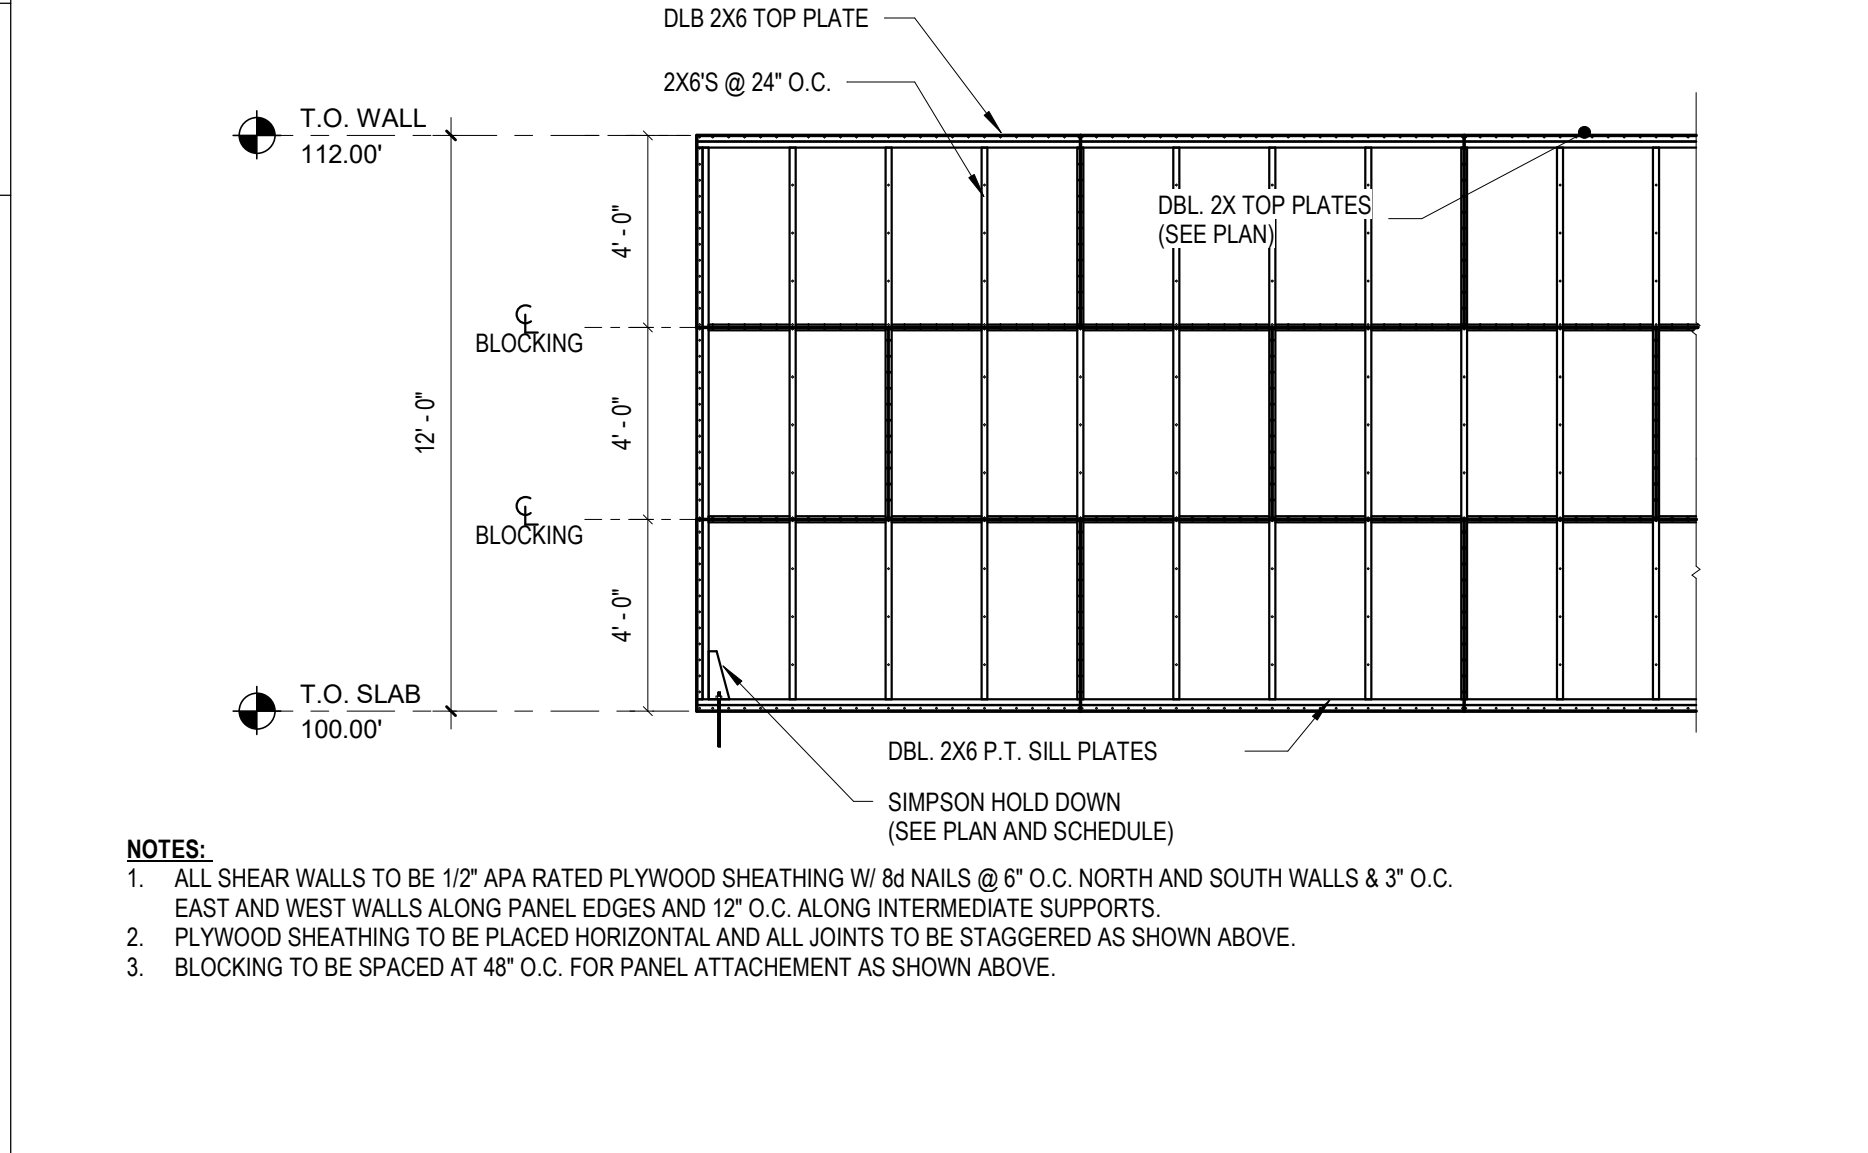 DLB 2X6 TOP PLATE
2X6'S @ 24" O.C.
T.O. WALL
112.00'
DBL. 2X TOP PLATES
(SEE PLAN)
4' - 0"
℄
BLOCKING
12' - 0"
4' - 0"
℄
BLOCKING
4' - 0"
T.O. SLAB
100.00'
DBL. 2X6 P.T. SILL PLATES
SIMPSON HOLD DOWN
(SEE PLAN AND SCHEDULE)
NOTES:
1. ALL SHEAR WALLS TO BE 1/2" APA RATED PLYWOOD SHEATHING W/ 8d NAILS @ 6" O.C. NORTH AND SOUTH WALLS & 3" O.C.
EAST AND WEST WALLS ALONG PANEL EDGES AND 12" O.C. ALONG INTERMEDIATE SUPPORTS.
2. PLYWOOD SHEATHING TO BE PLACED HORIZONTAL AND ALL JOINTS TO BE STAGGERED AS SHOWN ABOVE.
3. BLOCKING TO BE SPACED AT 48" O.C. FOR PANEL ATTACHEMENT AS SHOWN ABOVE.